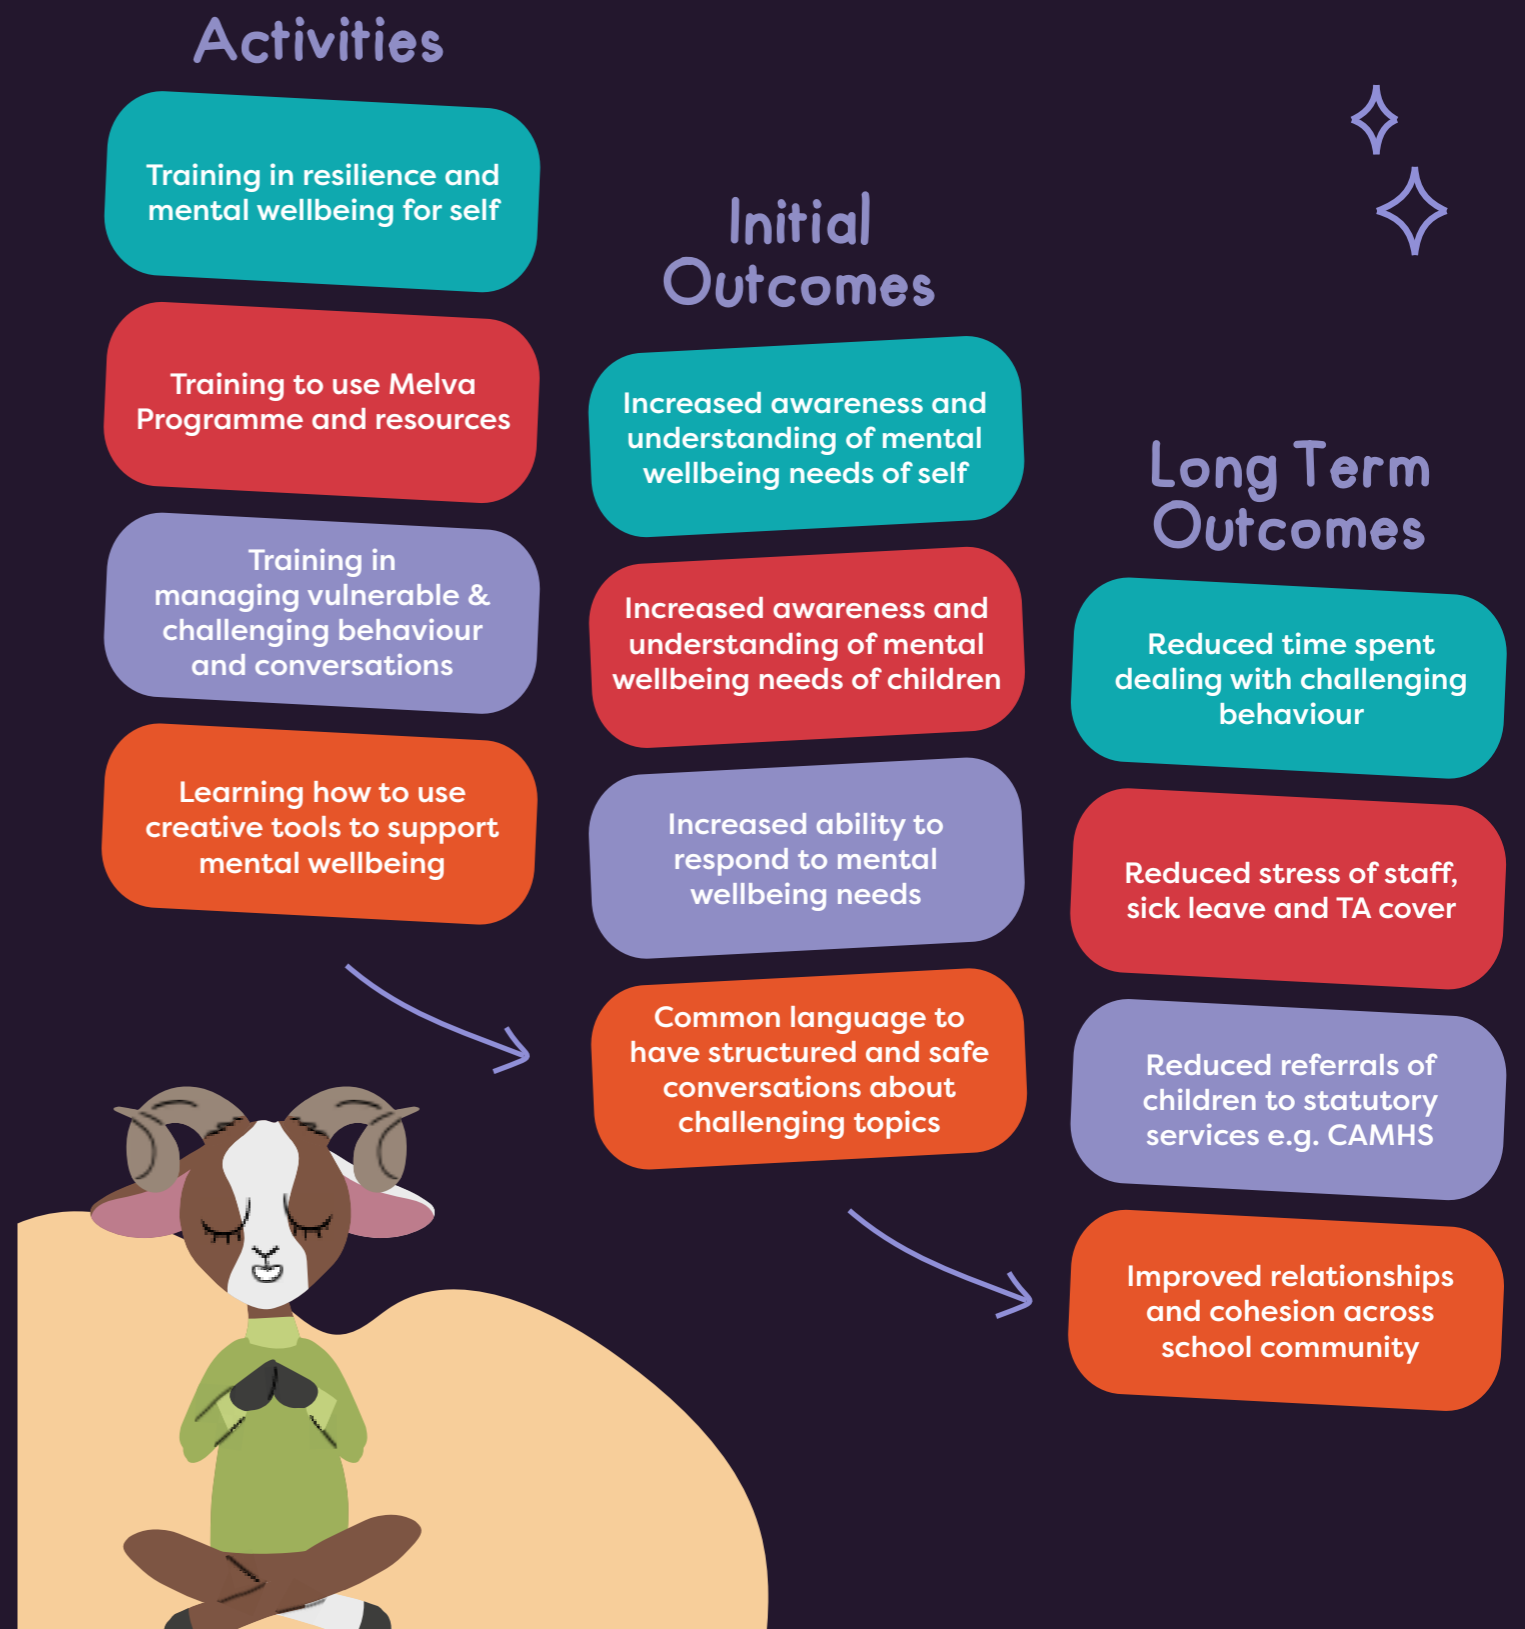 Activities
Training in resilience and
mental wellbeing for self
Training to use Melva
Programme and resources
Training in
managing vulnerable &
challenging behaviour
and conversations
Learning how to use
creative tools to support
mental wellbeing
Initial
Outcomes
Increased awareness and
understanding of mental
wellbeing needs of self
Increased awareness and
understanding of mental
wellbeing needs of children
Increased ability to
respond to mental
wellbeing needs
Common language to
have structured and safe
conversations about
challenging topics
Long Term
Outcomes
Reduced time spent
dealing with challenging
behaviour
Reduced stress of staff,
sick leave and TA cover
Reduced referrals of
children to statutory
services e.g. CAMHS
Improved relationships
and cohesion across
school community